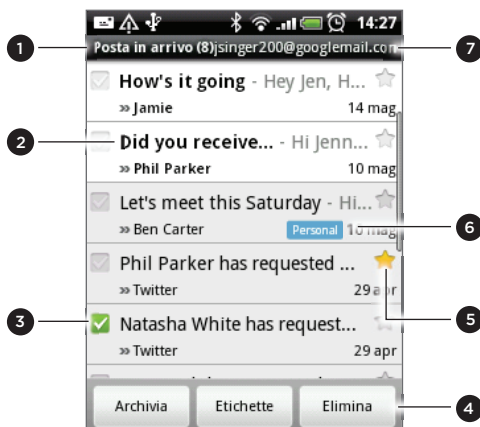 14:27
1 Posta in arrivo (8)jsinger200@googlemail.com 7
How's it going - Hey Jen, H...
» Jamie 14 mag
2 Did you receive... - Hi Jenn...
» Phil Parker 10 mag
Let's meet this Saturday - Hi...
» Ben Carter Personal 10 mag 6
Phil Parker has requested ...
» Twitter 29 apr 5
3 Natasha White has request...
» Twitter 29 apr
Archivia Etichette Elimina 4